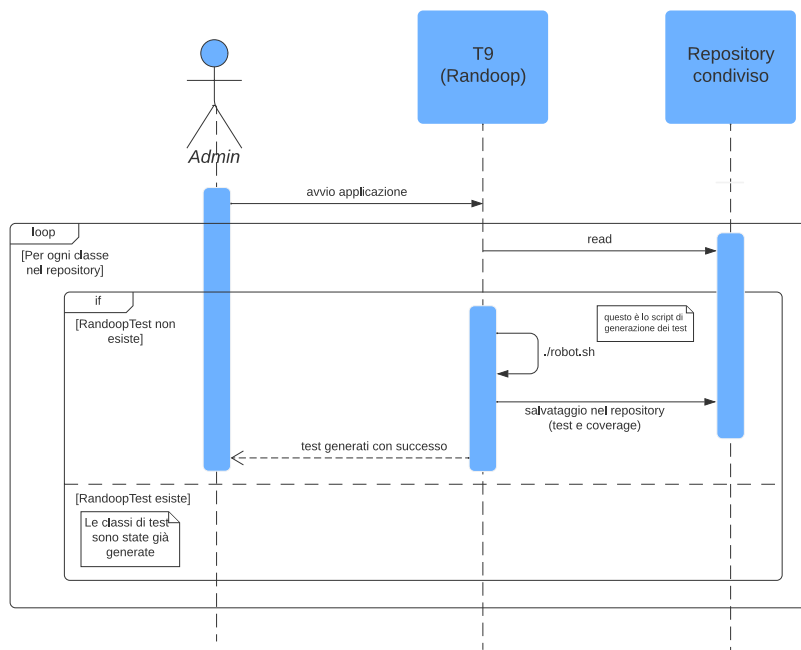 T9
(Randoop)
Repository
condiviso
Admin
avvio applicazione
loop
[Per ogni classe
nel repository]
read
if
[RandoopTest non
esiste]
questo è lo script di
generazione dei test
./robot.sh
salvataggio nel repository
(test e coverage)
test generati con successo
[RandoopTest esiste]
Le classi di test
sono state già
generate